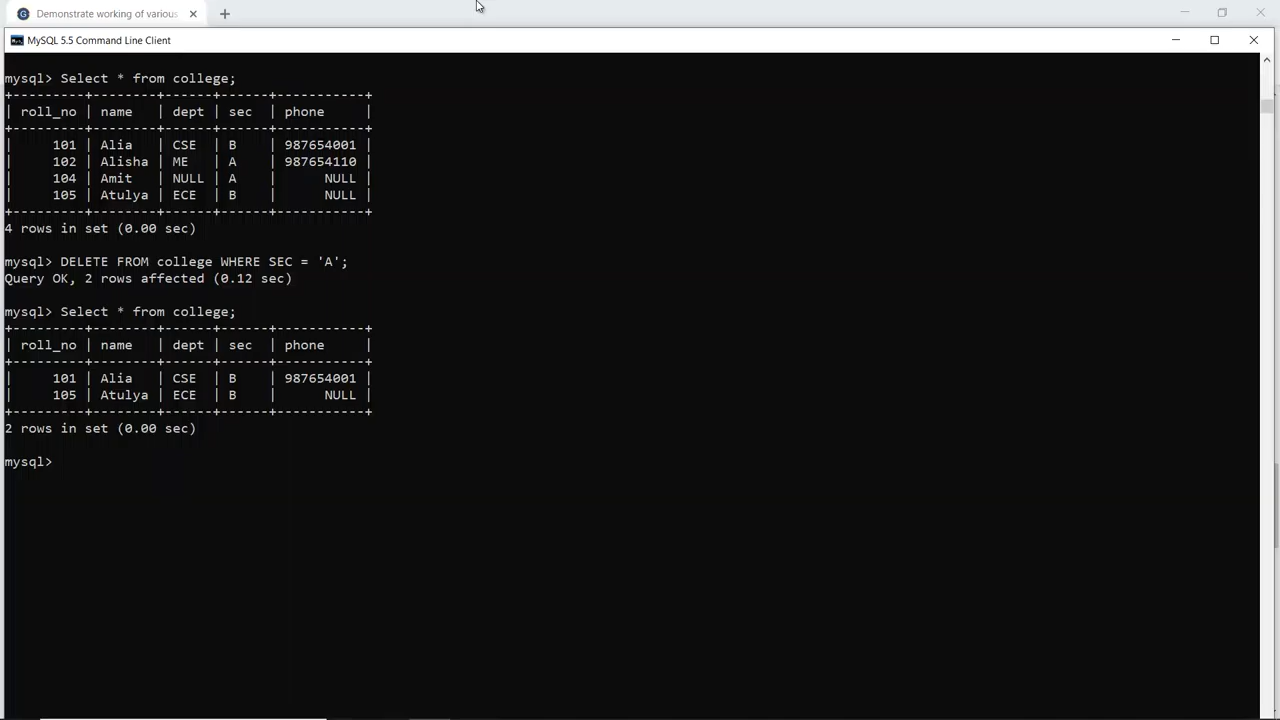 Demonstrate working of various
MySQL 5.5 Command Line Client
mysql> Select * from college;
+---------+--------+------+------+-----------+
| roll_no | name   | dept | sec  | phone     |
+---------+--------+------+------+-----------+
|     101 | Alia   | CSE  | B    | 987654001 |
|     102 | Alisha | ME   | A    | 987654110 |
|     104 | Amit   | NULL | A    |      NULL |
|     105 | Atulya | ECE  | B    |      NULL |
+---------+--------+------+------+-----------+
4 rows in set (0.00 sec)
mysql> DELETE FROM college WHERE SEC = 'A';
Query OK, 2 rows affected (0.12 sec)
mysql> Select * from college;
+---------+--------+------+------+-----------+
| roll_no | name   | dept | sec  | phone     |
+---------+--------+------+------+-----------+
|     101 | Alia   | CSE  | B    | 987654001 |
|     105 | Atulya | ECE  | B    |      NULL |
+---------+--------+------+------+-----------+
2 rows in set (0.00 sec)
mysql>